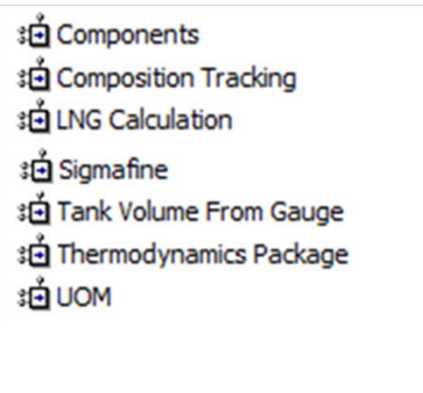 Components
Composition Tracking
LNG Calculation
Sigmafine
Tank Volume From Gauge
Thermodynamics Package
UOM